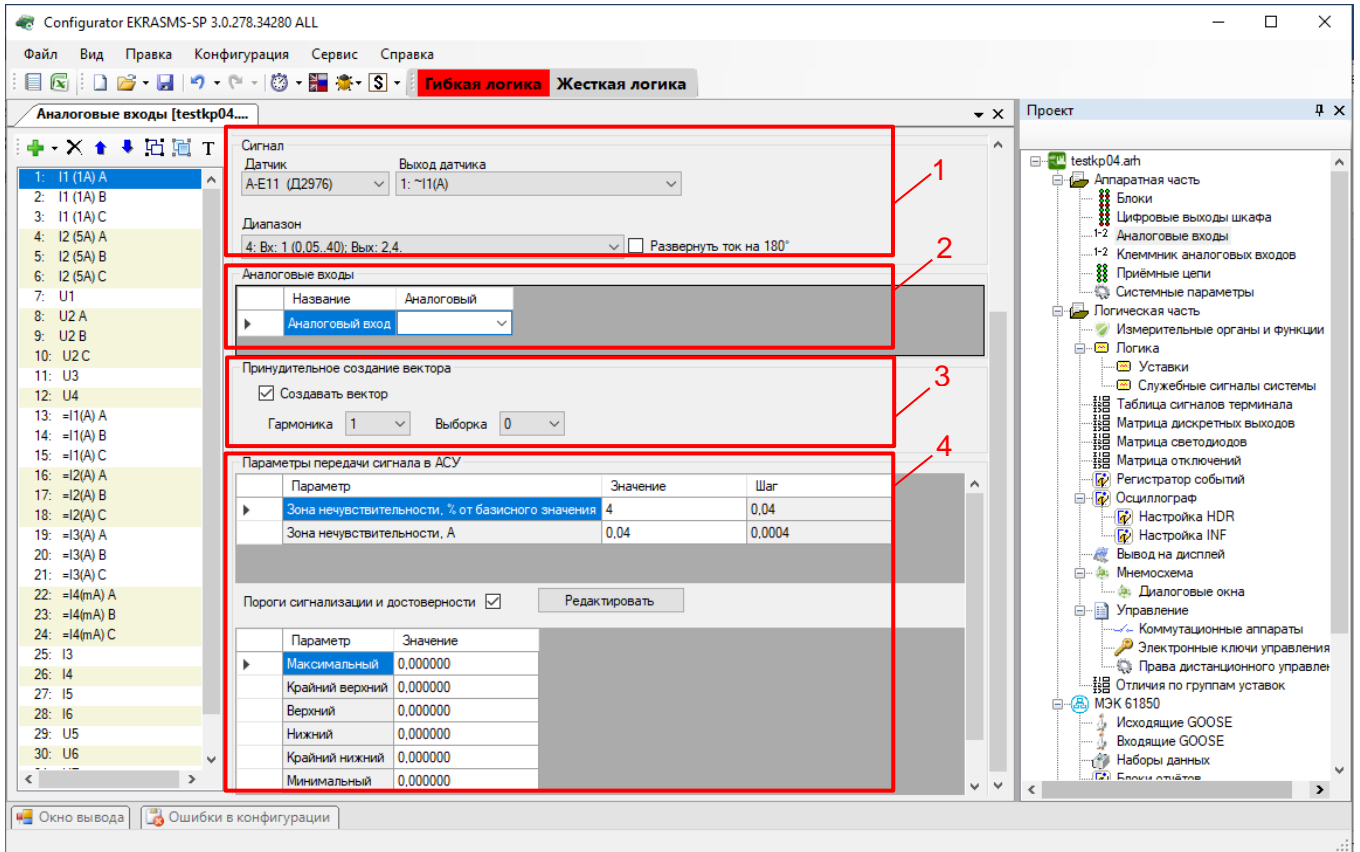 Configurator EKRASMS-SP 3.0.278.34280 ALL
Файл Вид Правка Конфигурация Сервис Справка
Гибкая логика Жесткая логика
Аналоговые входы [testkp04....
T
1: I1 (1A) A
2: I1 (1A) B
3: I1 (1A) C
4: I2 (5A) A
5: I2 (5A) B
6: I2 (5A) C
7: U1
8: U2 A
9: U2 B
10: U2 C
11: U3
12: U4
13: =I1(A) A
14: =I1(A) B
15: =I1(A) C
16: =I2(A) A
17: =I2(A) B
18: =I2(A) C
19: =I3(A) A
20: =I3(A) B
21: =I3(A) C
22: =I4(mA) A
23: =I4(mA) B
24: =I4(mA) C
25: I3
26: I4
27: I5
28: I6
29: U5
30: U6
Сигнал
Датчик Выход датчика
А-Е11 (Д2976) 1: ~I1(A)
Диапазон
4: Вх: 1 (0,05..40); Вых: 2,4. Развернуть ток на 180°
1
Аналоговые входы
Название Аналоговый
Аналоговый вход
2
Принудительное создание вектора
Создавать вектор
Гармоника 1 Выборка 0
3
Параметры передачи сигнала в АСУ
Параметр Значение Шаг
Зона нечувствительности, % от базисного значения 4 0,04
Зона нечувствительности, А 0,04 0,0004
Пороги сигнализации и достоверности Редактировать
Параметр Значение
Максимальный 0,000000
Крайний верхний 0,000000
Верхний 0,000000
Нижний 0,000000
Крайний нижний 0,000000
Минимальный 0,000000
4
Проект
testkp04.arh
Аппаратная часть
Блоки
Цифровые выходы шкафа
1-2 Аналоговые входы
1-2 Клеммник аналоговых входов
Приёмные цепи
Системные параметры
Логическая часть
Измерительные органы и функции
Логика
Уставки
Служебные сигналы системы
Таблица сигналов терминала
Матрица дискретных выходов
Матрица светодиодов
Матрица отключений
Регистратор событий
Осциллограф
Настройка HDR
Настройка INF
Вывод на дисплей
Мнемосхема
Диалоговые окна
Управление
Коммутационные аппараты
Электронные ключи управления
Права дистанционного управлен
Отличия по группам уставок
МЭК 61850
Исходящие GOOSE
Входящие GOOSE
Наборы данных
Блоки отчётов
Окно вывода Ошибки в конфигурации